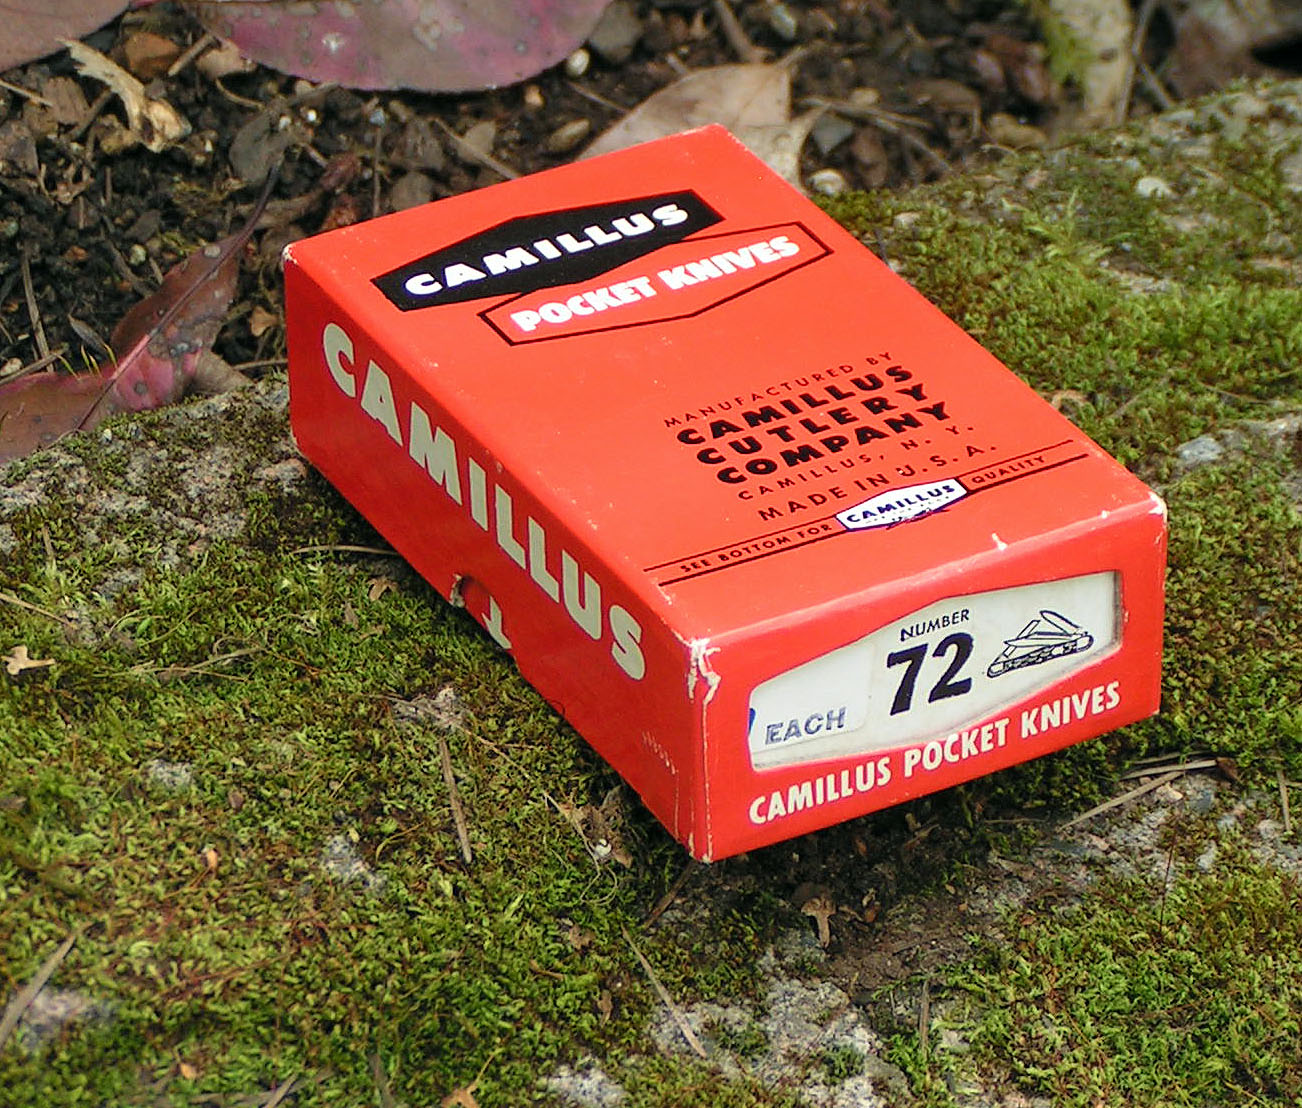 CAMILLUS
POCKET KNIVES
MANUFACTURED BY
CAMILLUS
CUTLERY
COMPANY
CAMILLUS, N. Y.
MADE IN U.S.A.
SEE BOTTOM FOR CAMILLUS QUALITY
CAMILLUS
NUMBER
72
EACH
CAMILLUS POCKET KNIVES